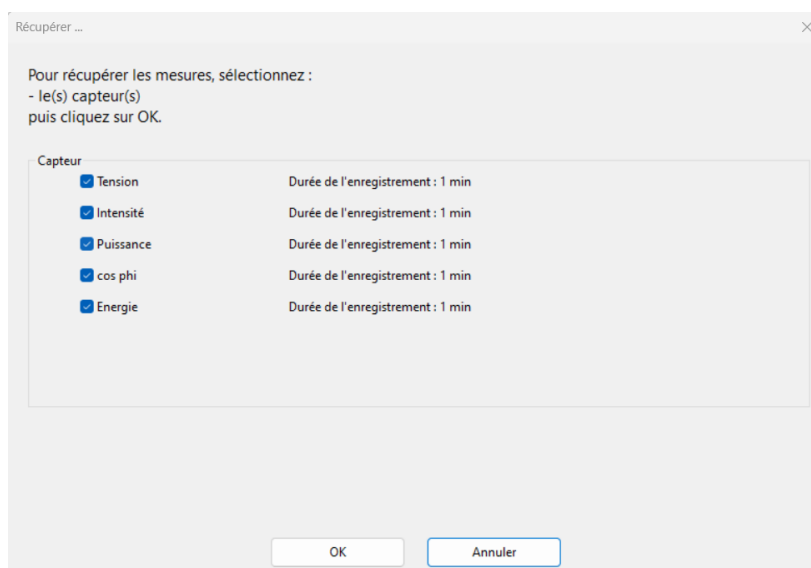 Récupérer ...
Pour récupérer les mesures, sélectionnez :
- le(s) capteur(s)
puis cliquez sur OK.
Capteur
Tension Durée de l'enregistrement : 1 min
Intensité Durée de l'enregistrement : 1 min
Puissance Durée de l'enregistrement : 1 min
cos phi Durée de l'enregistrement : 1 min
Energie Durée de l'enregistrement : 1 min
OK Annuler